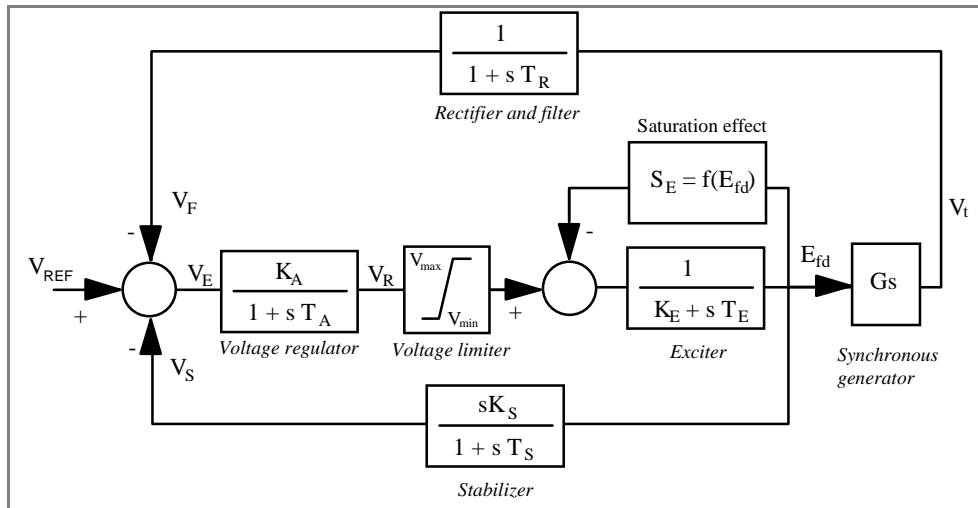 1
1 + s T_R
Rectifier and filter
Saturation effect
S_E = f(E_fd)
V_F
-
-
V_t
V_REF
+
V_E
K_A
1 + s T_A
Voltage regulator
V_R
V_max
V_min
Voltage limiter
+
1
K_E + s T_E
Exciter
E_fd
Gs
Synchronous
generator
-
V_S
sK_S
1 + s T_S
Stabilizer